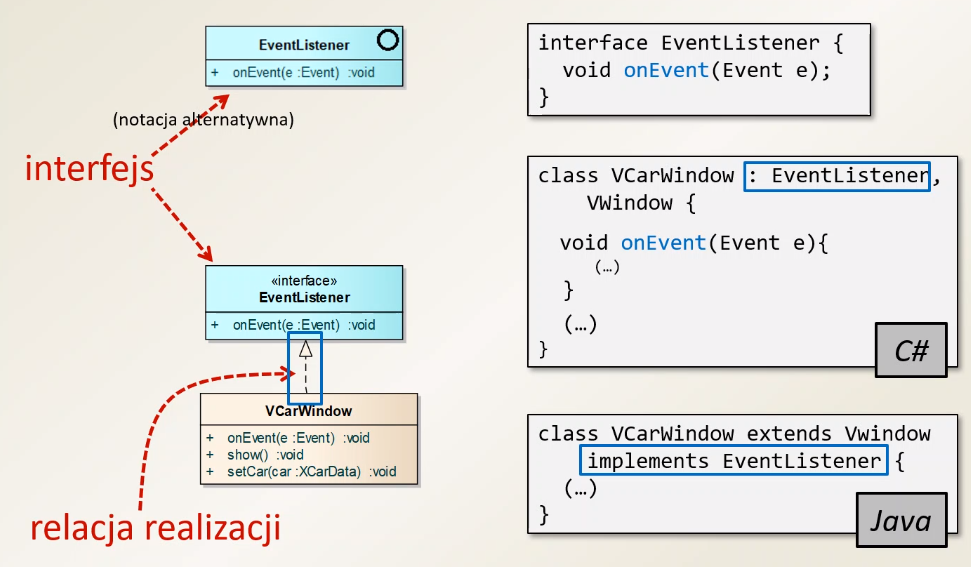 EventListener
+ onEvent(e :Event) :void
(notacja alternatywna)
interfejs
«interface»
EventListener
+ onEvent(e :Event) :void
VCarWindow
+ onEvent(e :Event) :void
+ show() :void
+ setCar(car :XCarData) :void
relacja realizacji
interface EventListener {
void onEvent(Event e);
}
class VCarWindow : EventListener,
VWindow {
void onEvent(Event e){
(…)
}
(…)
}
C#
class VCarWindow extends Vwindow
implements EventListener {
(…)
}
Java